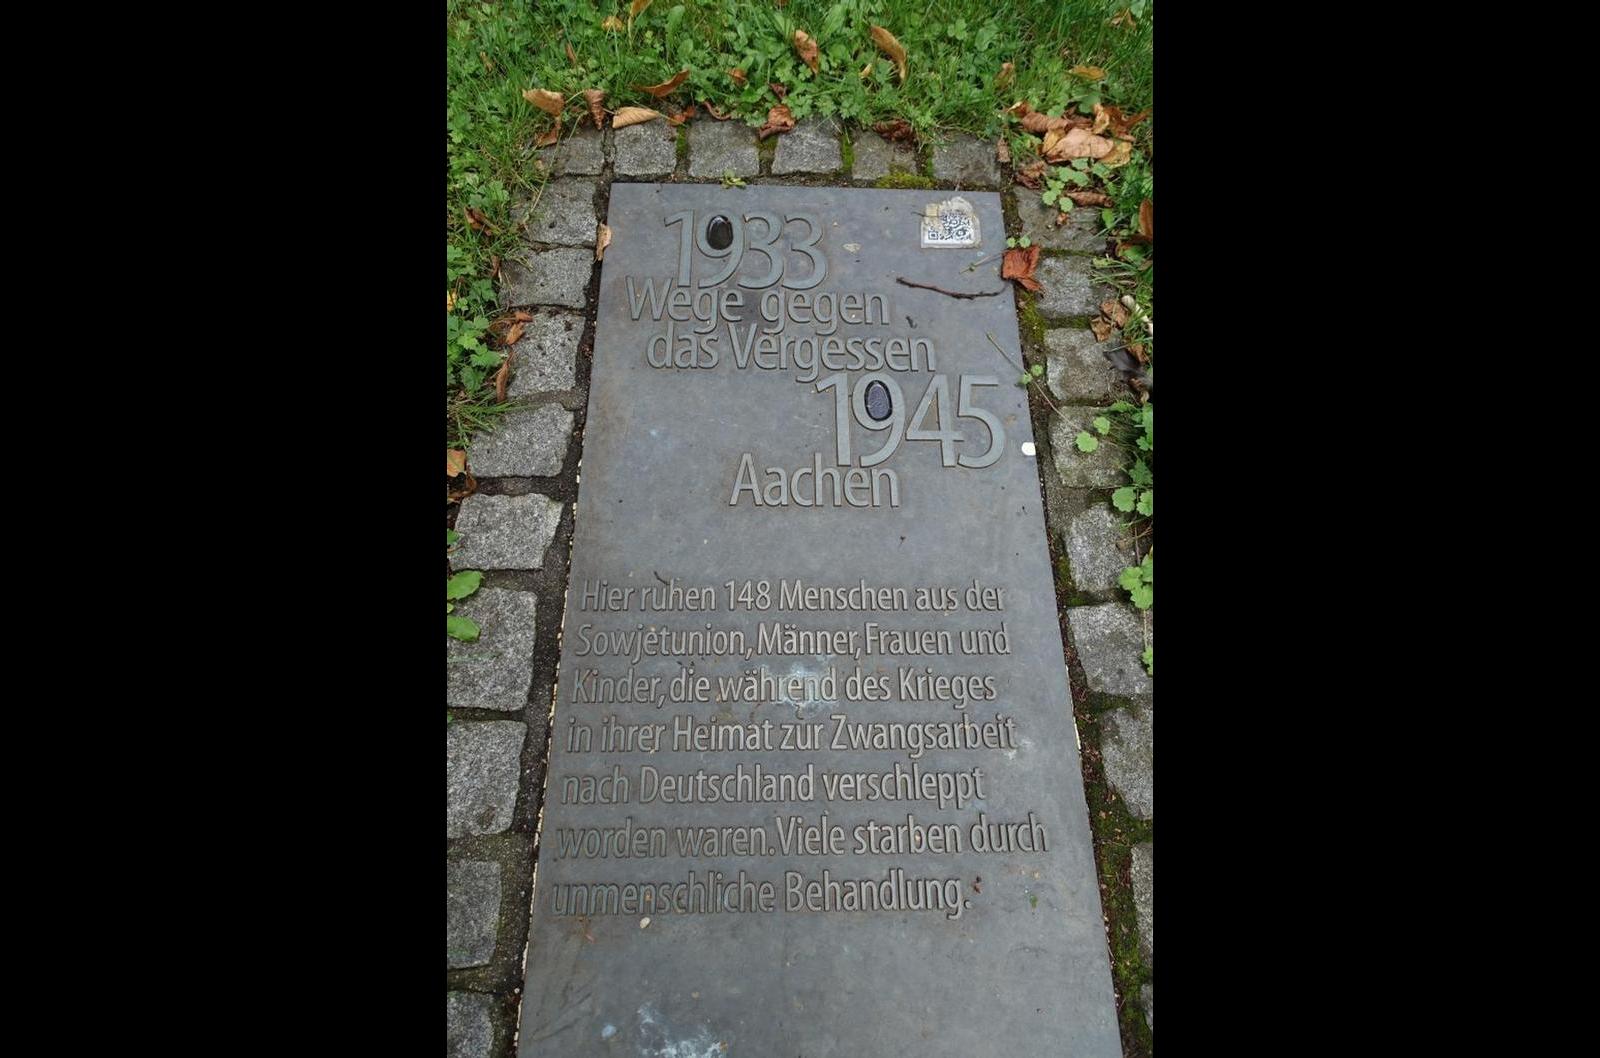 1933
Wege gegen
das Vergessen
1945
Aachen
Hier ruhen 148 Menschen aus der
Sowjetunion, Männer, Frauen und
Kinder, die während des Krieges
in ihrer Heimat zur Zwangsarbeit
nach Deutschland verschleppt
worden waren. Viele starben durch
unmenschliche Behandlung.